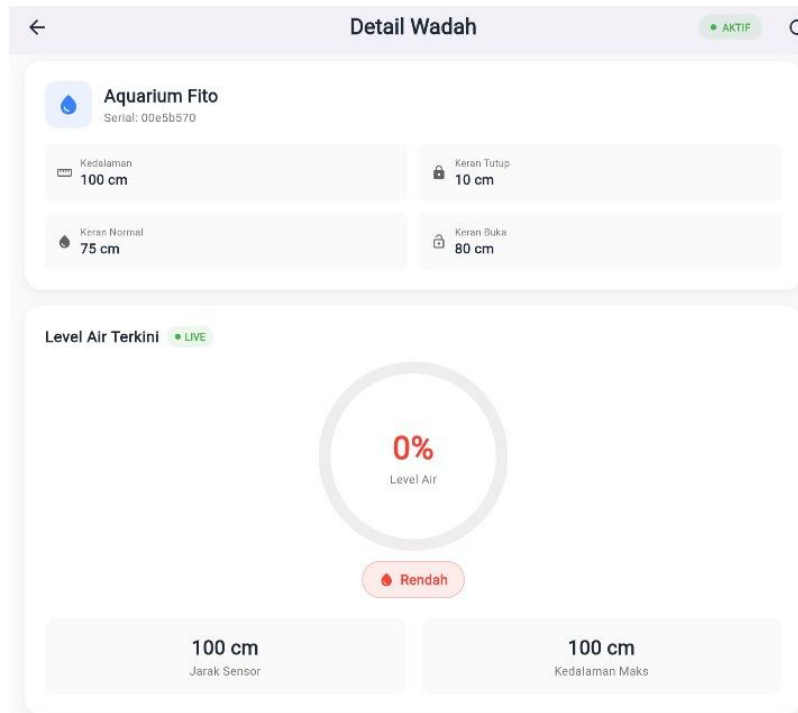 Detail Wadah
AKTIF
Aquarium Fito
Serial: 00e5b570
Kedalaman
100 cm
Keran Tutup
10 cm
Keran Normal
75 cm
Keran Buka
80 cm
Level Air Terkini
LIVE
0%
Level Air
Rendah
100 cm
Jarak Sensor
100 cm
Kedalaman Maks